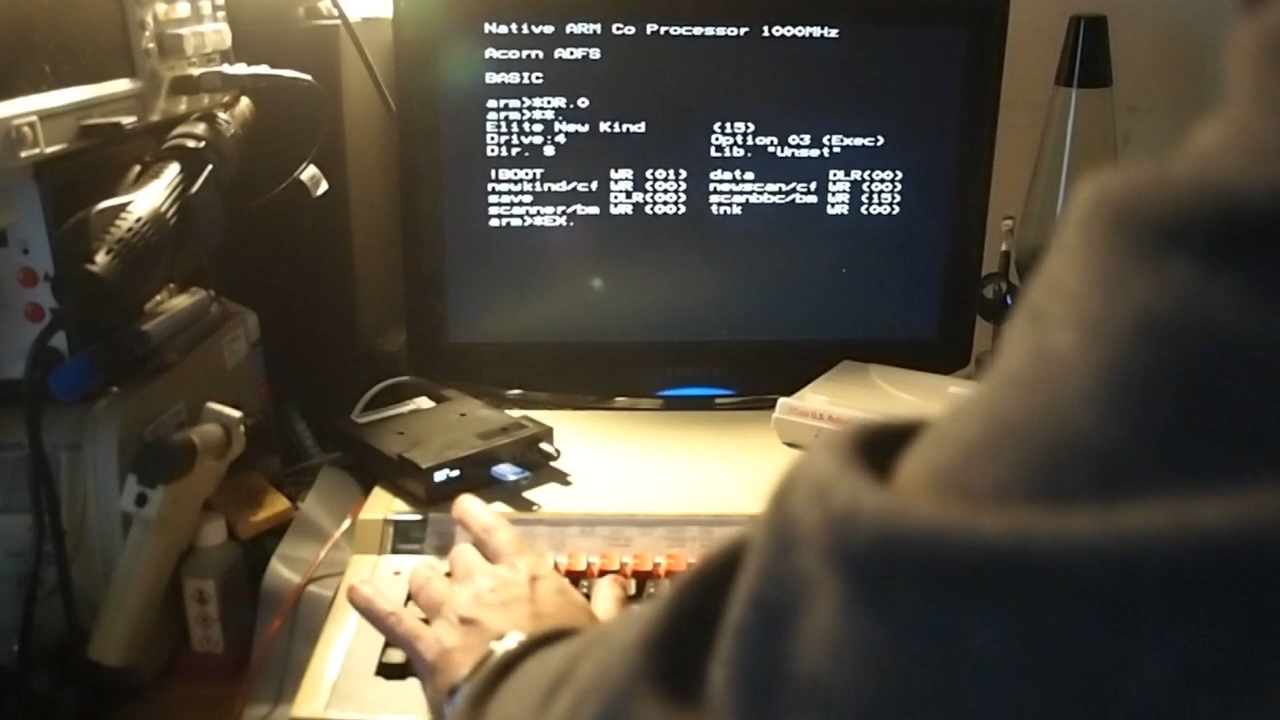 Native ARM Co Processor 1000MHz
Acorn ADFS
BASIC
arm>*DR.0
arm>**.
Elite New Kind (15)
Drive:4 Option 03 (Exec)
Dir. $ Lib. "Unset"
!BOOT WR (01) data DLR(00)
newkind/cf WR (00) newscan/cf WR (00)
save DLR(00) scanbbc/bm WR (15)
scanner/bm WR (00) tnk WR (00)
arm>*EX.
U.S.